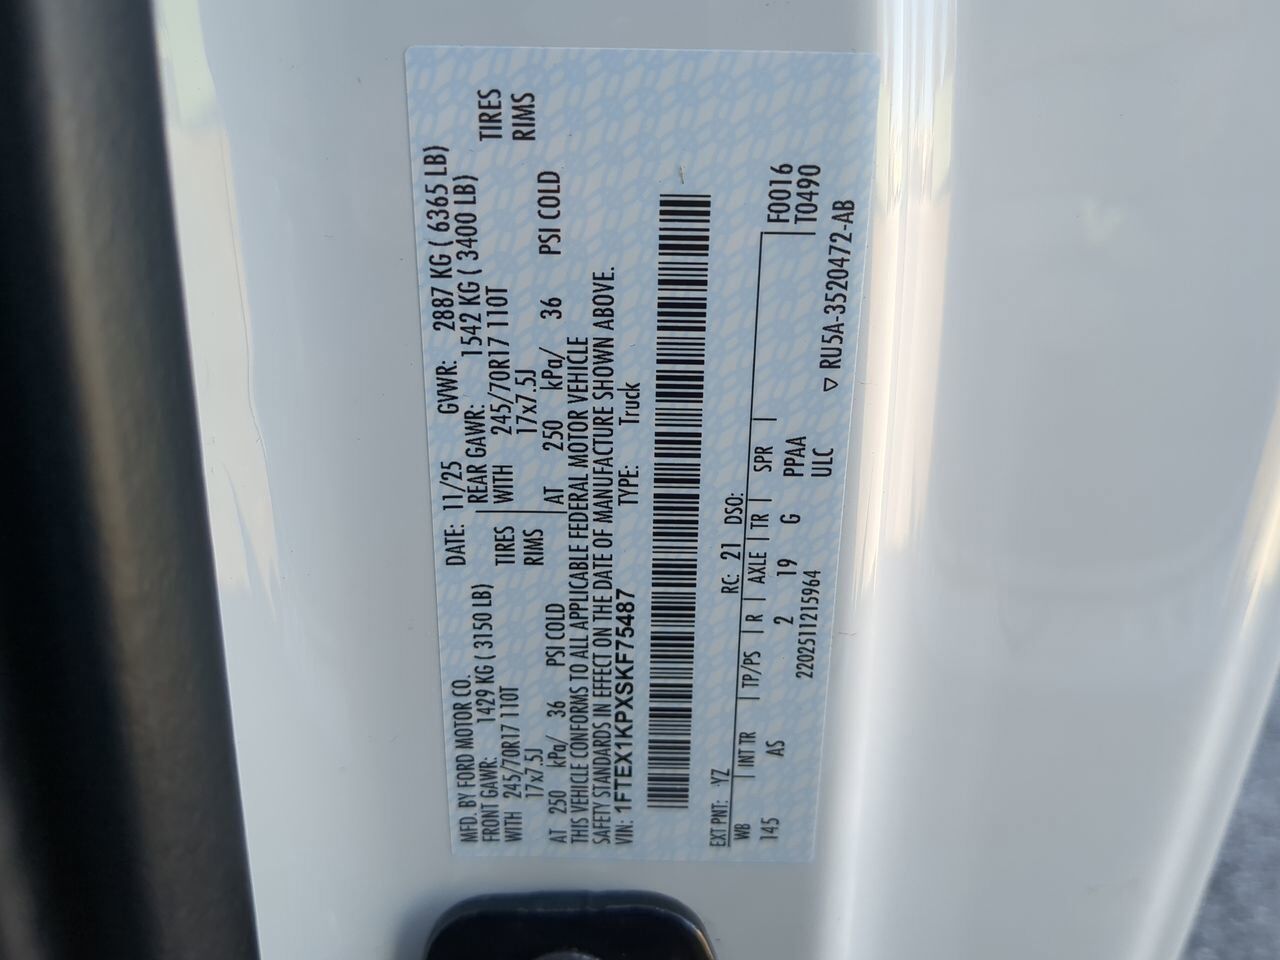 MFD. BY FORD MOTOR CO. DATE: 11/25 GVWR: 2887 KG ( 6365 LB)
FRONT GAWR: 1429 KG ( 3150 LB) REAR GAWR: 1542 KG ( 3400 LB)
WITH 245/70R17 110T TIRES WITH 245/70R17 110T TIRES
17x7.5J RIMS 17x7.5J RIMS
AT 250 kPa/ 36 PSI COLD AT 250 kPa/ 36 PSI COLD
THIS VEHICLE CONFORMS TO ALL APPLICABLE FEDERAL MOTOR VEHICLE
SAFETY STANDARDS IN EFFECT ON THE DATE OF MANUFACTURE SHOWN ABOVE.
VIN: 1FTEX1KPXSKF75487 TYPE: Truck
EXT PNT: YZ RC: 21 DSO:
WB INT TR TP/PS R AXLE TR SPR F0016
145 AS 2 19 G PPAA T0490
2202511215964 ULC
▽ RU5A-3520472-AB